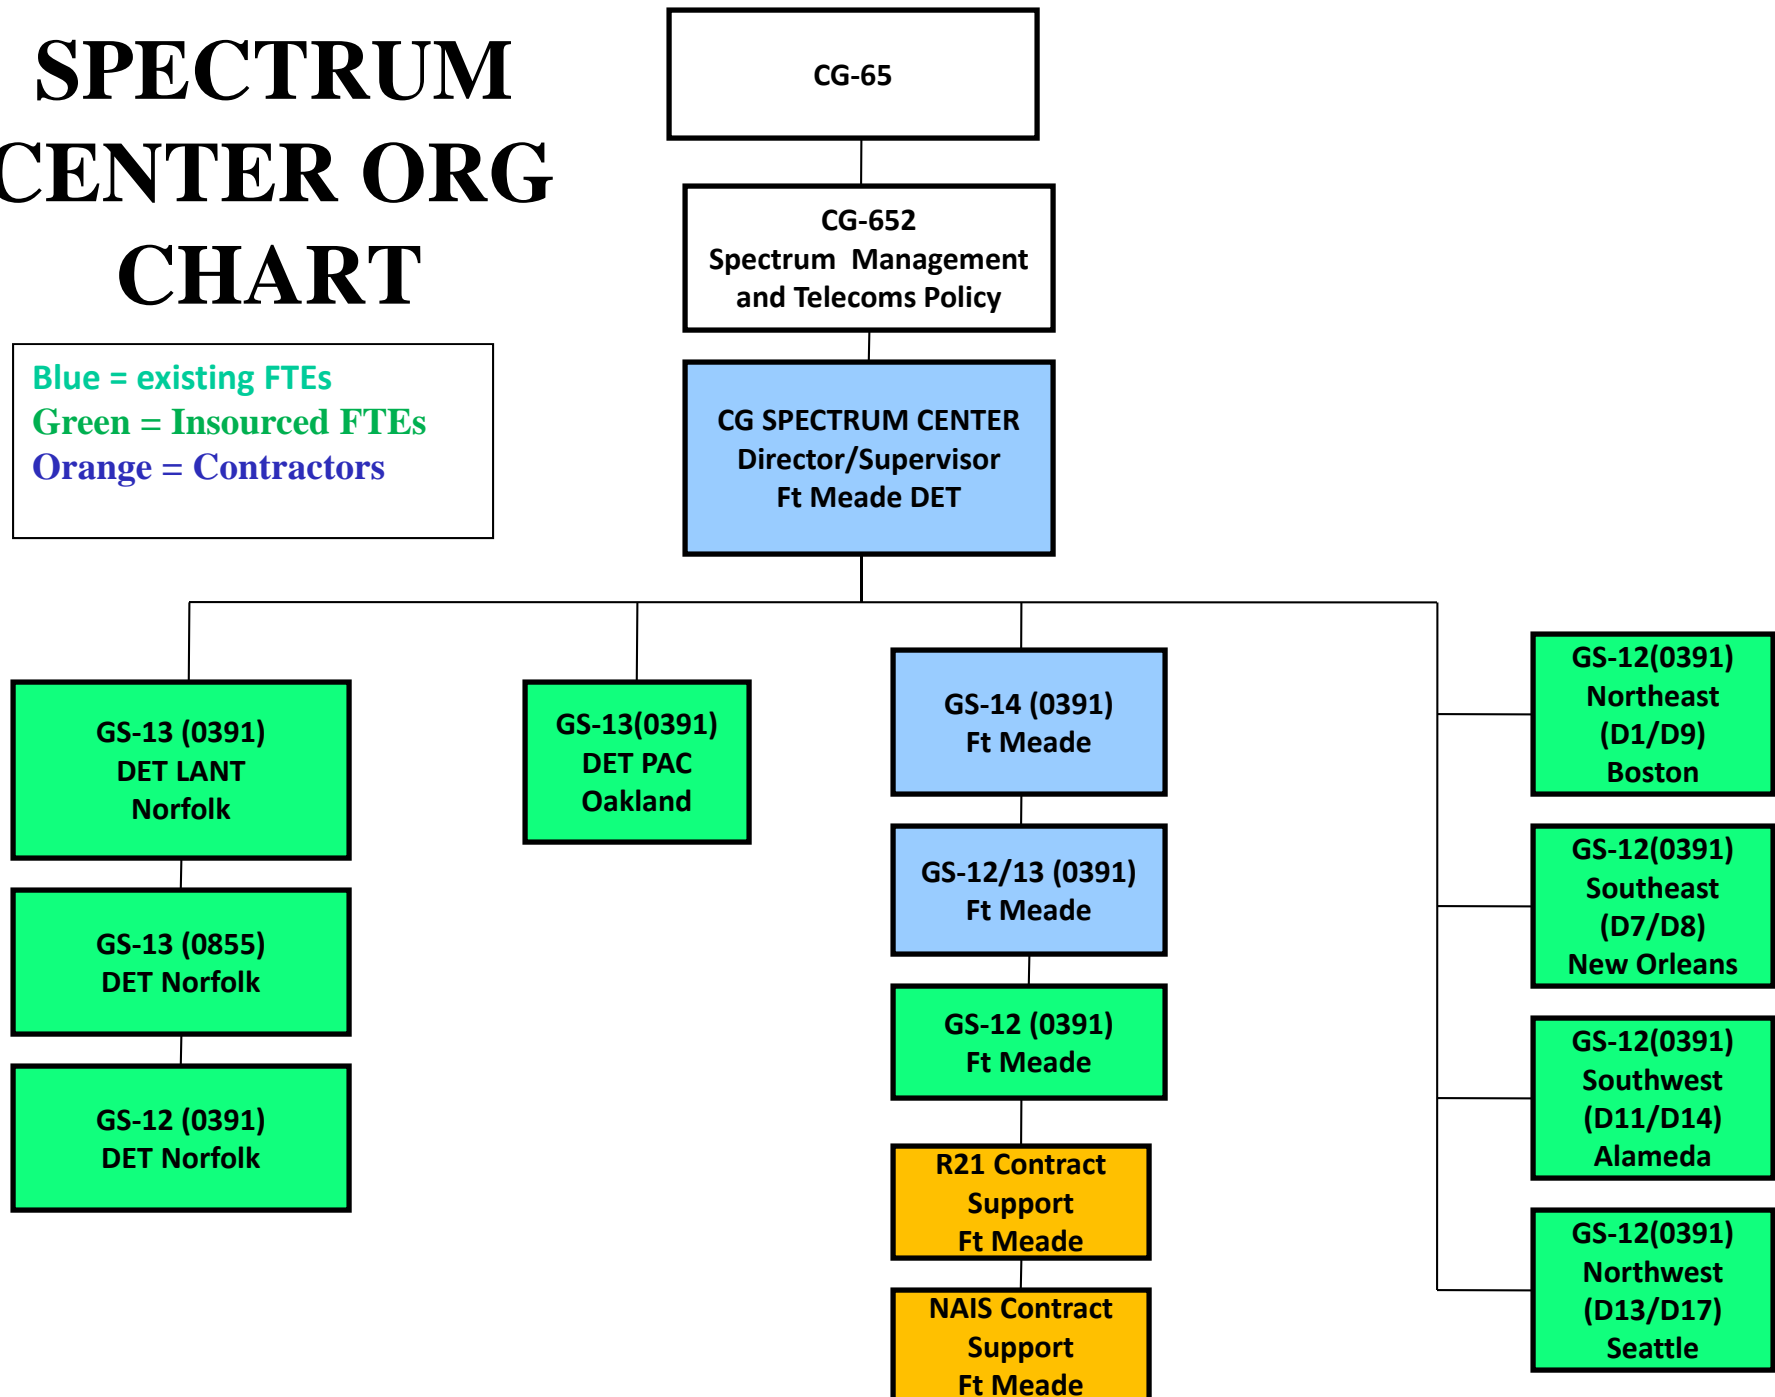 SPECTRUM
CENTER ORG
CHART
Blue = existing FTEs
Green = Insourced FTEs
Orange = Contractors
CG-65
CG-652
Spectrum Management
and Telecoms Policy
CG SPECTRUM CENTER
Director/Supervisor
Ft Meade DET
GS-13 (0391)
DET LANT
Norfolk
GS-13 (0855)
DET Norfolk
GS-12 (0391)
DET Norfolk
GS-13(0391)
DET PAC
Oakland
GS-14 (0391)
Ft Meade
GS-12/13 (0391)
Ft Meade
GS-12 (0391)
Ft Meade
R21 Contract
Support
Ft Meade
NAIS Contract
Support
Ft Meade
GS-12(0391)
Northeast
(D1/D9)
Boston
GS-12(0391)
Southeast
(D7/D8)
New Orleans
GS-12(0391)
Southwest
(D11/D14)
Alameda
GS-12(0391)
Northwest
(D13/D17)
Seattle